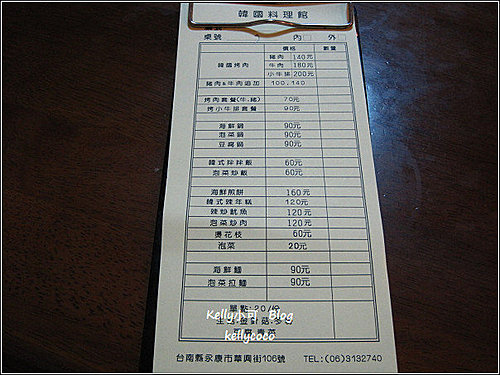 韓國料理館
桌號 內 外
價格 數量
韓國烤肉 豬肉 140元
牛肉 180元
小牛排 200元
豬肉&牛肉追加 100,140
烤肉套餐(牛.豬) 70元
烤小牛排套餐 90元
海鮮鍋 90元
泡菜鍋 90元
豆腐鍋 90元
韓式拌拌飯 60元
泡菜炒飯 60元
海鮮煎餅 160元
韓式辣年糕 120元
辣炒魷魚 120元
泡菜炒肉 120元
燙花枝 60元
泡菜 20元
海鮮麵 90元
泡菜拉麵 90元
單點:20/份
Kelly小可 Blog
kellycoco
台南縣永康市華興街106號 TEL:(06)3132740